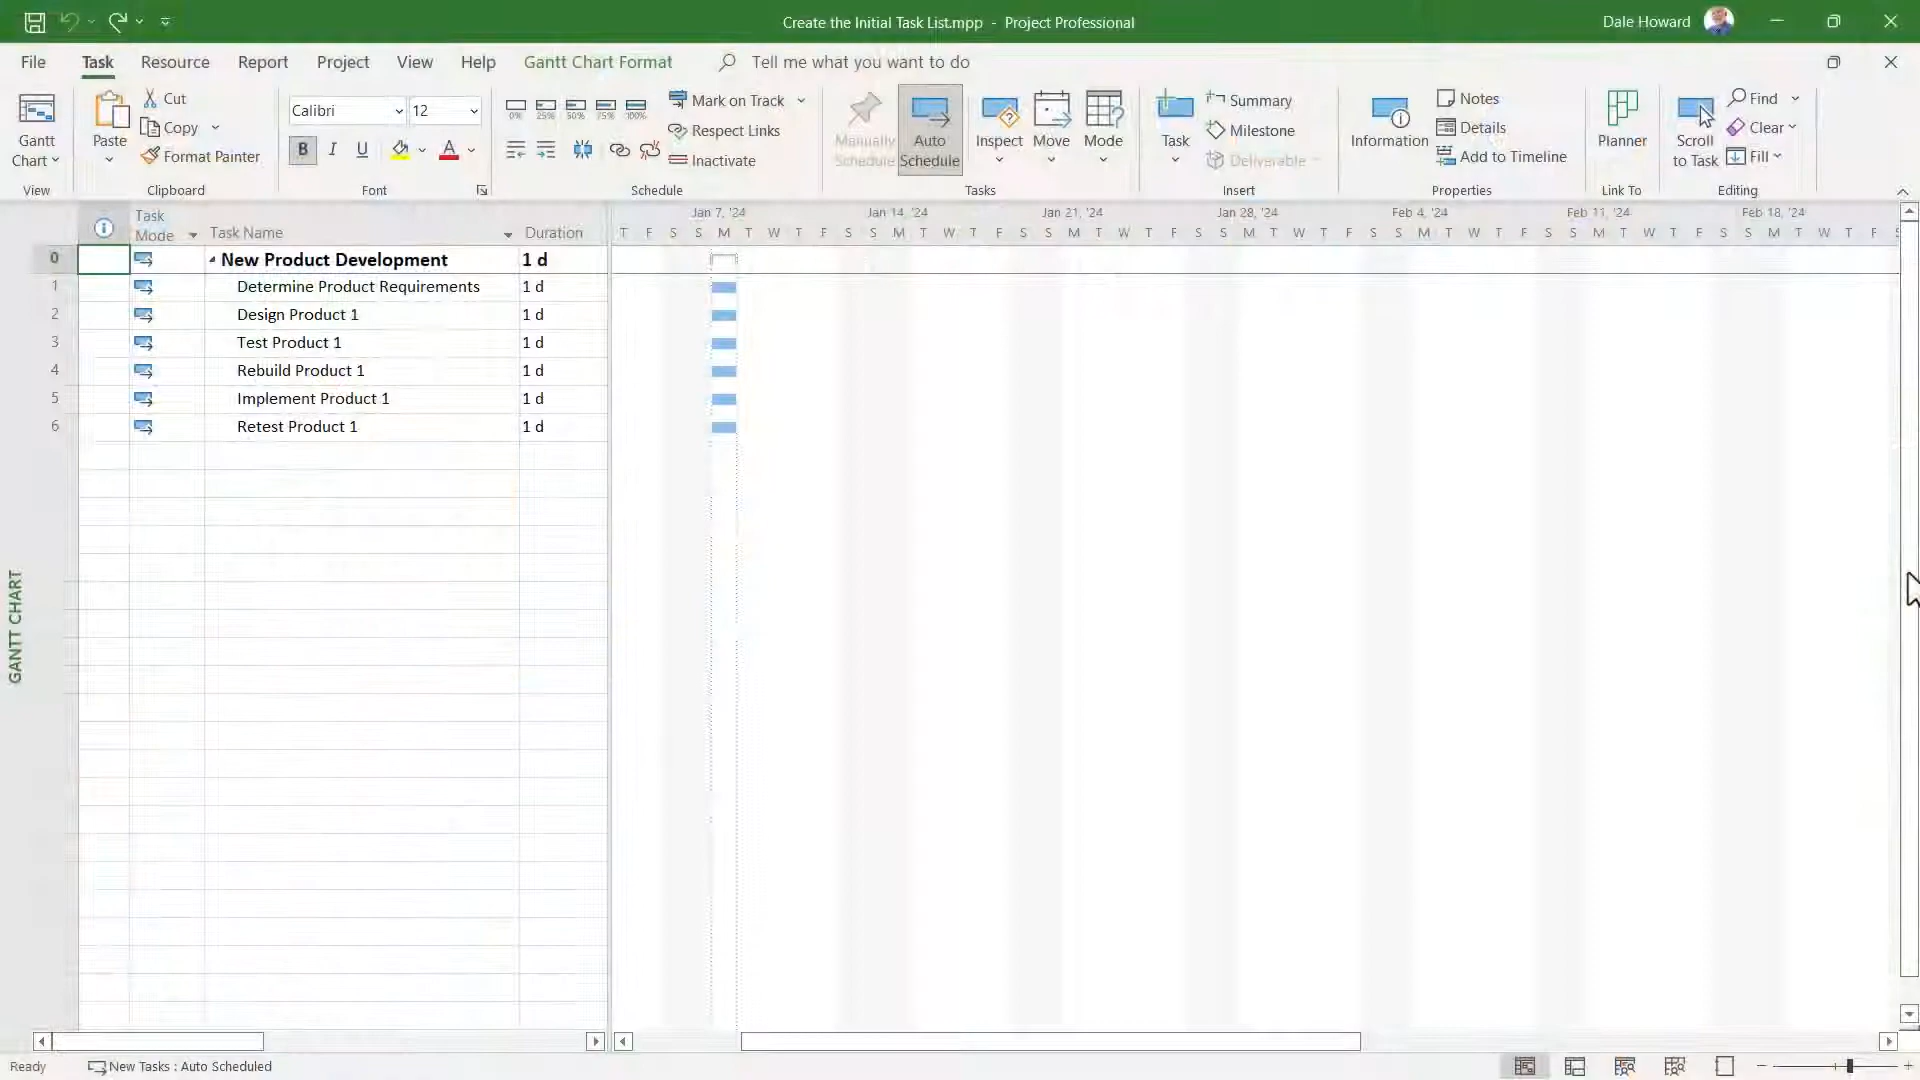 Create the Initial Task List.mpp - Project Professional
Dale Howard
File Task Resource Report Project View Help Gantt Chart Format Tell me what you want to do
Gantt Chart
View
Paste
Cut
Copy
Format Painter
Clipboard
Calibri 12
B I U A
Font
0% 25% 50% 75% 100%
Mark on Track
Respect Links
Inactivate
Schedule
Manually Schedule
Auto Schedule
Inspect
Move
Mode
Tasks
Task
Summary
Milestone
Deliverable
Insert
Information
Notes
Details
Add to Timeline
Properties
Planner
Link To
Scroll to Task
Find
Clear
Fill
Editing
Task Mode Task Name Duration
Jan 7, '24 Jan 14, '24 Jan 21, '24 Jan 28, '24 Feb 4, '24 Feb 11, '24 Feb 18, '24
T F S S M T W T F S S M T W T F S S M T W T F S S M T W T F S S M T W T F S S M T W T F S S M T W T F S
0 New Product Development 1 d
1 Determine Product Requirements 1 d
2 Design Product 1 1 d
3 Test Product 1 1 d
4 Rebuild Product 1 1 d
5 Implement Product 1 1 d
6 Retest Product 1 1 d
GANTT CHART
Ready New Tasks : Auto Scheduled